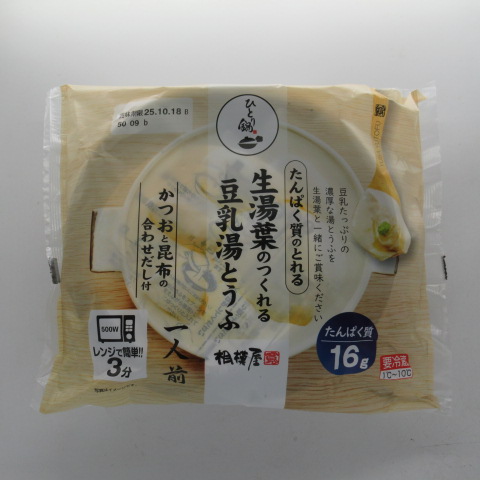 25.10.18 B
50 09 b
ひとり鍋
たんぱく質のとれる
生湯葉のつくれる
豆乳湯とうふ
かつおと昆布の
合わせだし付
豆乳たっぷりの
濃厚な湯とうふを
生湯葉と一緒にご賞味ください
500W
レンジで簡単!!
3分
一人前
相模屋
たんぱく質
16g
要冷蔵
1℃~10℃